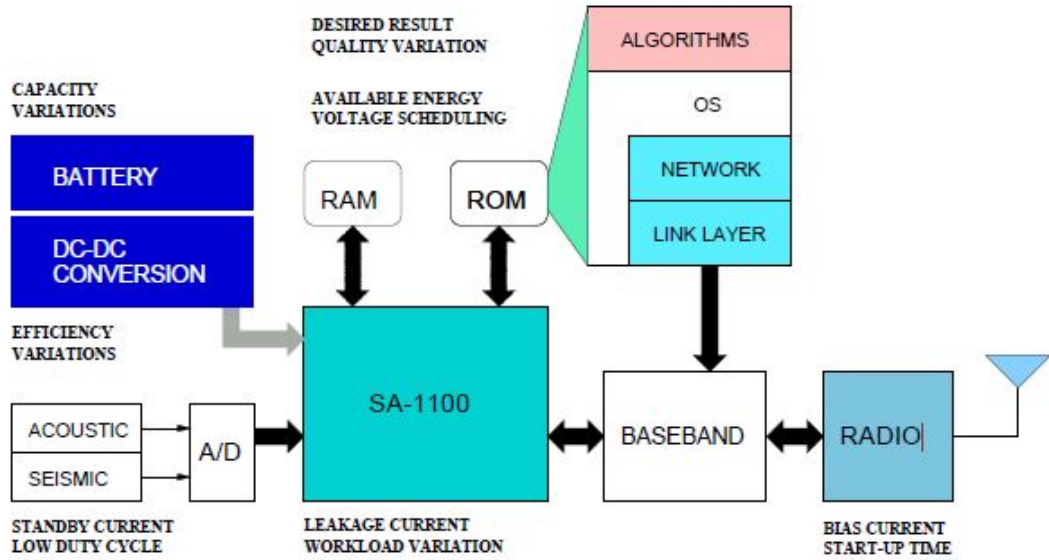 DESIRED RESULT
QUALITY VARIATION
ALGORITHMS
CAPACITY
VARIATIONS
AVAILABLE ENERGY
VOLTAGE SCHEDULING
OS
BATTERY
RAM
ROM
NETWORK
LINK LAYER
DC-DC
CONVERSION
EFFICIENCY
VARIATIONS
SA-1100
ACOUSTIC
SEISMIC
A/D
BASEBAND
RADIO
STANDBY CURRENT
LOW DUTY CYCLE
LEAKAGE CURRENT
WORKLOAD VARIATION
BIAS CURRENT
START-UP TIME